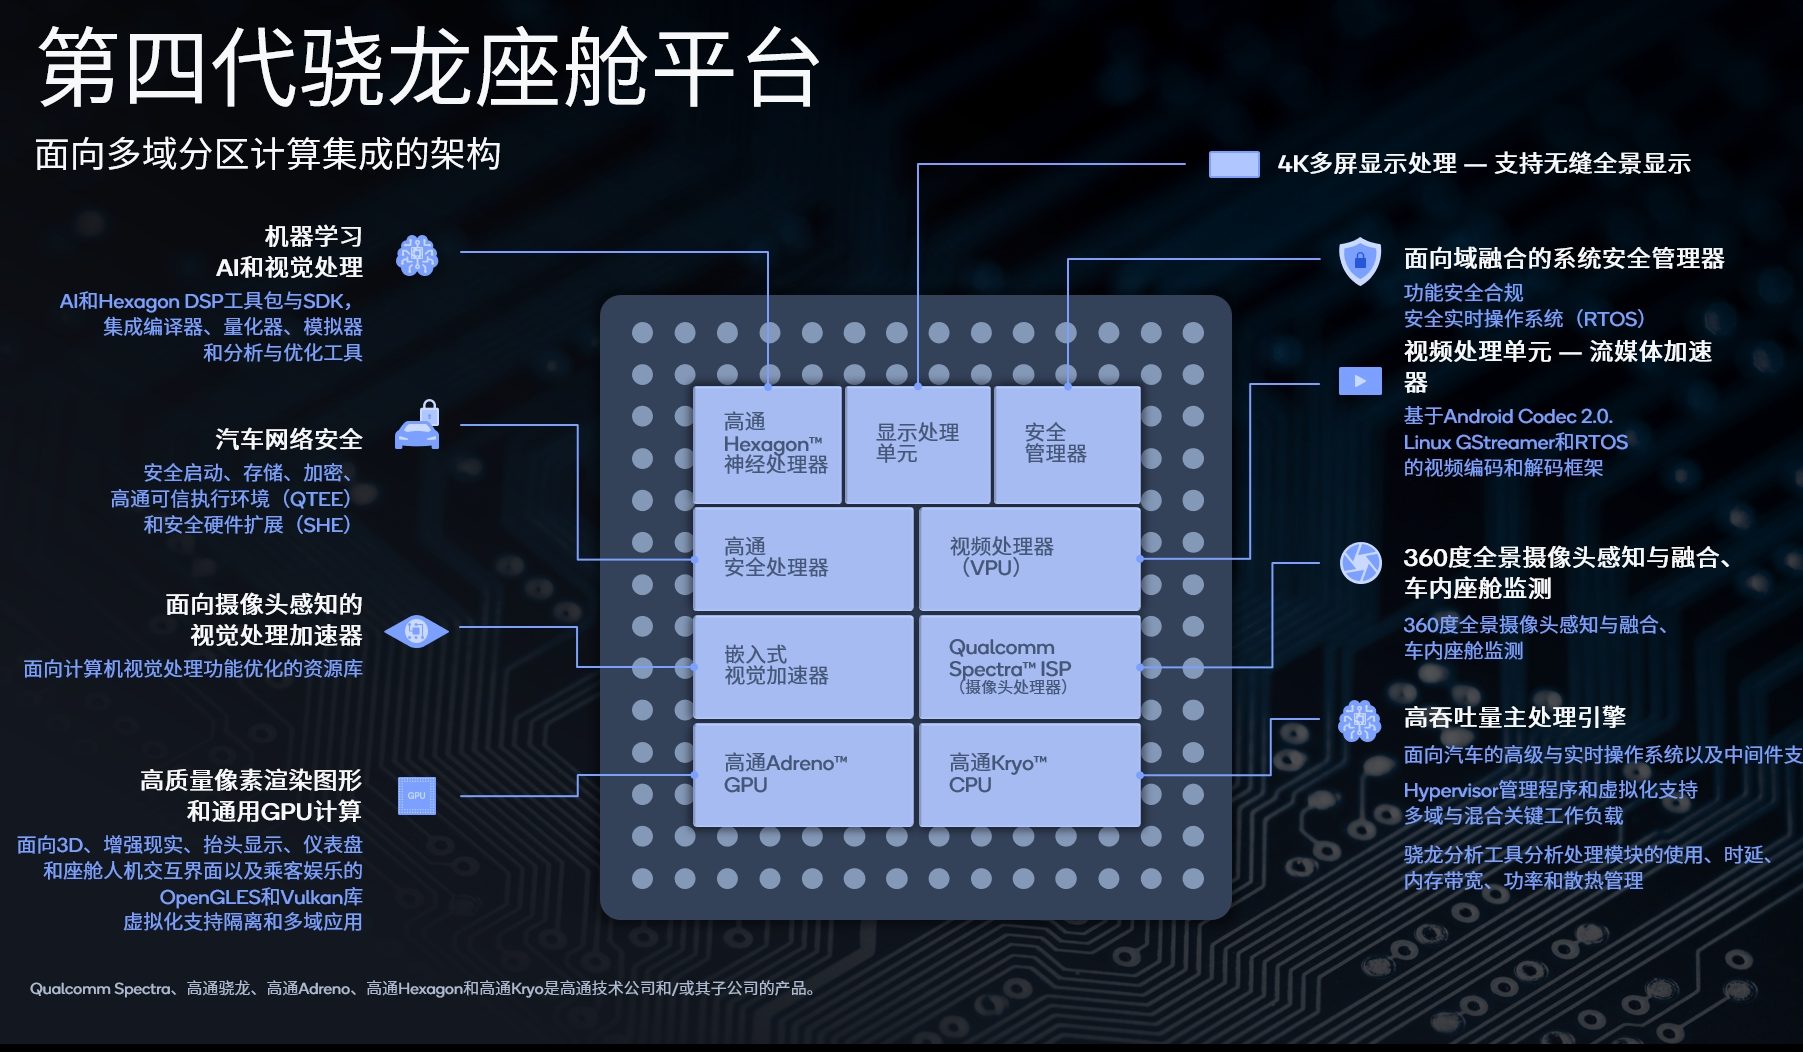 第四代骁龙座舱平台
面向多域分区计算集成的架构
4K多屏显示处理 — 支持无缝全景显示
机器学习
AI和视觉处理
AI和Hexagon DSP工具包与SDK，
集成编译器、量化器、模拟器
和分析与优化工具
汽车网络安全
安全启动、存储、加密、
高通可信执行环境（QTEE）
和安全硬件扩展（SHE）
面向摄像头感知的
视觉处理加速器
面向计算机视觉处理功能优化的资源库
高质量像素渲染图形
和通用GPU计算
GPU
面向3D、增强现实、抬头显示、仪表盘
和座舱人机交互界面以及乘客娱乐的
OpenGLES和Vulkan库
虚拟化支持隔离和多域应用
高通
Hexagon™
神经处理器
显示处理
单元
安全
管理器
高通
安全处理器
视频处理器
（VPU）
嵌入式
视觉加速器
Qualcomm
Spectra™ ISP
（摄像头处理器）
高通Adreno™
GPU
高通Kryo™
CPU
面向域融合的系统安全管理器
功能安全合规
安全实时操作系统（RTOS）
视频处理单元 — 流媒体加速
器
基于Android Codec 2.0.
Linux GStreamer和RTOS
的视频编码和解码框架
360度全景摄像头感知与融合、
车内座舱监测
360度全景摄像头感知与融合、
车内座舱监测
高吞吐量主处理引擎
面向汽车的高级与实时操作系统以及中间件支
Hypervisor管理程序和虚拟化支持
多域与混合关键工作负载
骁龙分析工具分析处理模块的使用、时延、
内存带宽、功率和散热管理
Qualcomm Spectra、高通骁龙、高通Adreno、高通Hexagon和高通Kryo是高通技术公司和/或其子公司的产品。